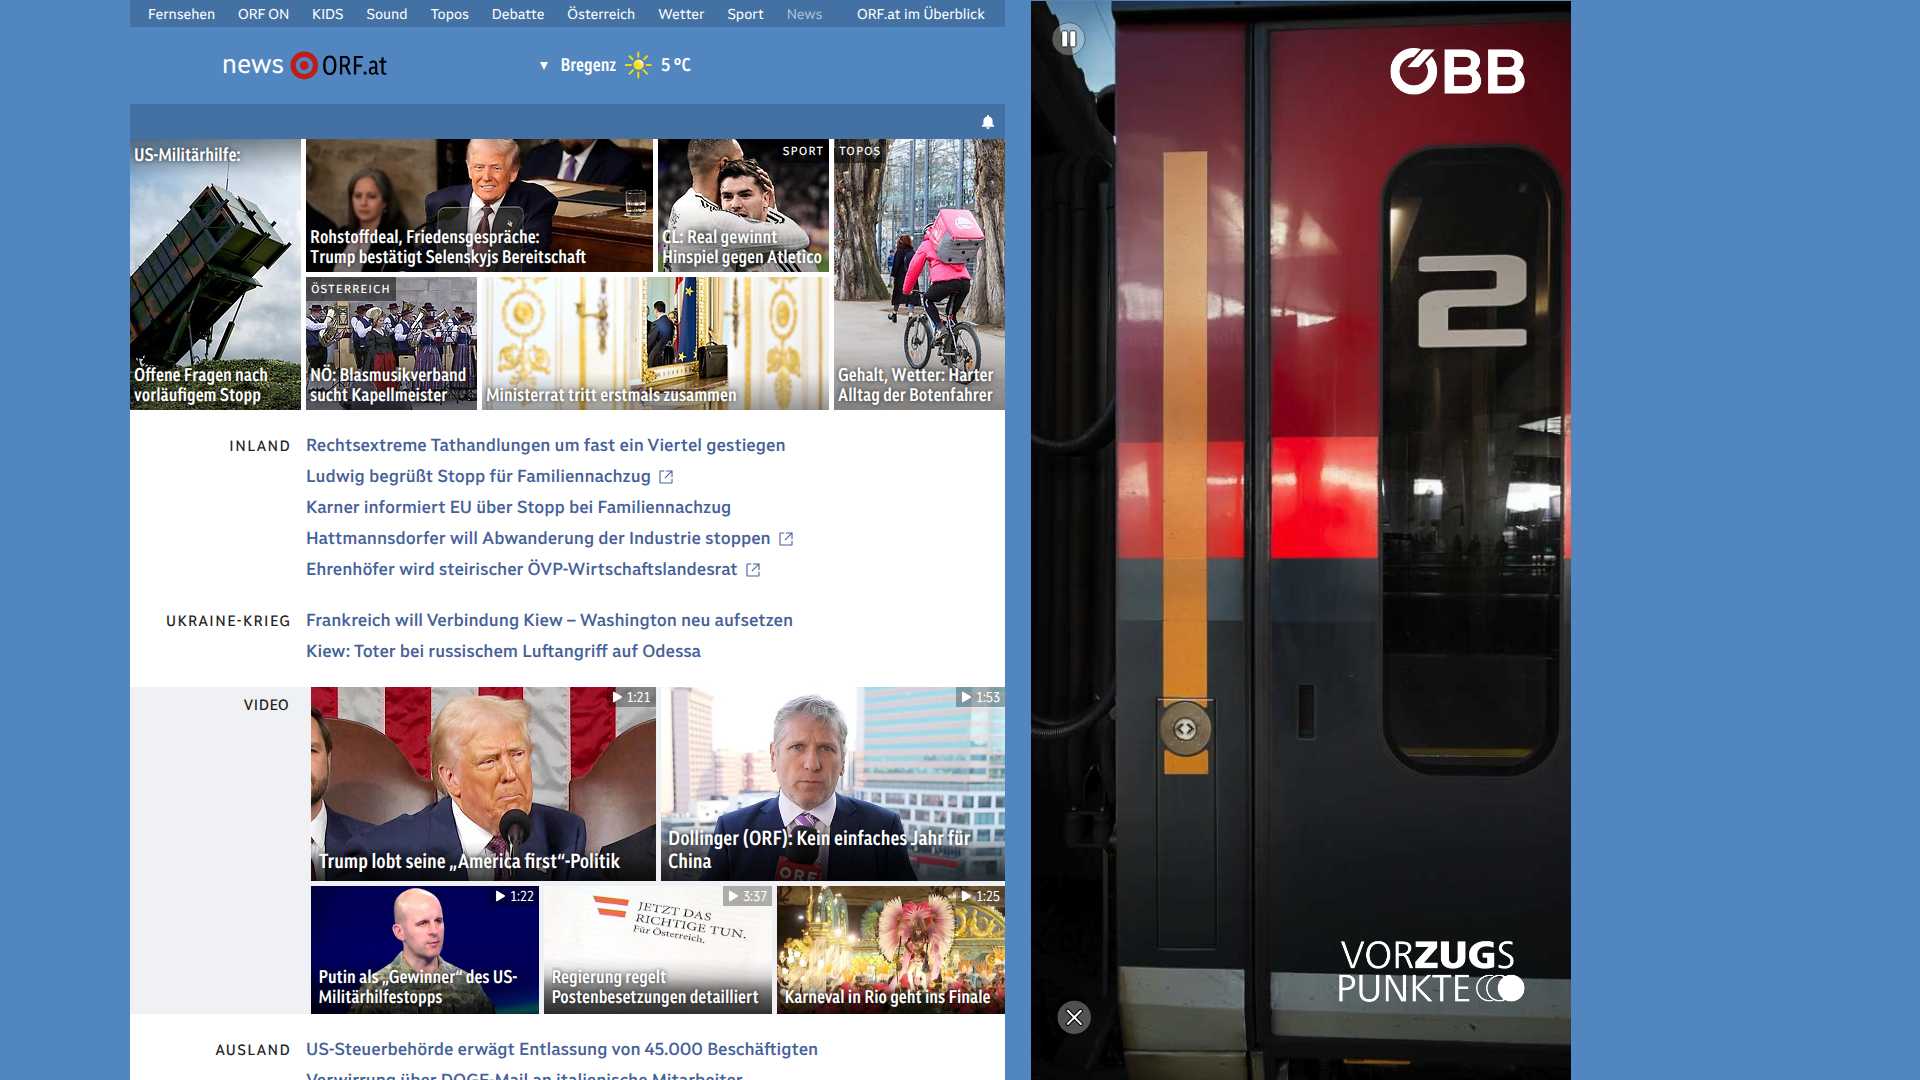 Fernsehen ORF ON KIDS Sound Topos Debatte Österreich Wetter Sport News ORF.at im Überblick
news ORF.at
▼ Bregenz 5 °C
US-Militärhilfe:
Offene Fragen nach
vorläufigem Stopp
Rohstoffdeal, Friedensgespräche:
Trump bestätigt Selenskyjs Bereitschaft
SPORT
CL: Real gewinnt
Hinspiel gegen Atletico
TOPOS
Gehalt, Wetter: Harter
Alltag der Botenfahrer
ÖSTERREICH
NÖ: Blasmusikverband
sucht Kapellmeister
Ministerrat tritt erstmals zusammen
INLAND
Rechtsextreme Tathandlungen um fast ein Viertel gestiegen
Ludwig begrüßt Stopp für Familiennachzug
Karner informiert EU über Stopp bei Familiennachzug
Hattmannsdorfer will Abwanderung der Industrie stoppen
Ehrenhöfer wird steirischer ÖVP-Wirtschaftslandesrat
UKRAINE-KRIEG
Frankreich will Verbindung Kiew – Washington neu aufsetzen
Kiew: Toter bei russischem Luftangriff auf Odessa
VIDEO
1:21
Trump lobt seine „America first“-Politik
1:53
Dollinger (ORF): Kein einfaches Jahr für
China
ORF
1:22
Putin als „Gewinner“ des US-
Militärhilfestopps
3:37
JETZT DAS
RICHTIGE TUN.
Für Österreich.
Regierung regelt
Postenbesetzungen detailliert
1:25
Karneval in Rio geht ins Finale
AUSLAND
US-Steuerbehörde erwägt Entlassung von 45.000 Beschäftigten
Verwirrung über DOGE-Mail an italienische Mitarbeiter
ÖBB
2
VORZUGS
PUNKTE